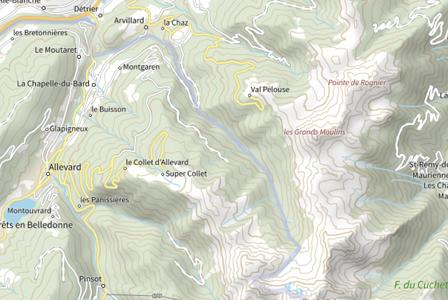 Détrier
Arvillard
la Chaz
les Bretonnières
Le Moutaret
Montgaren
La Chapelle-du-Bard
Val Pelouse
Pointe de Rognier
le Buisson
Glapigneux
les Grands Moulins
Allevard
le Collet d'Allevard
Super Collet
St-Rémy-de
Maurienne
Les Cha
Ma
les Panissières
Montouvrard
rêts en Belledonne
Pinsot
F. du Cuche